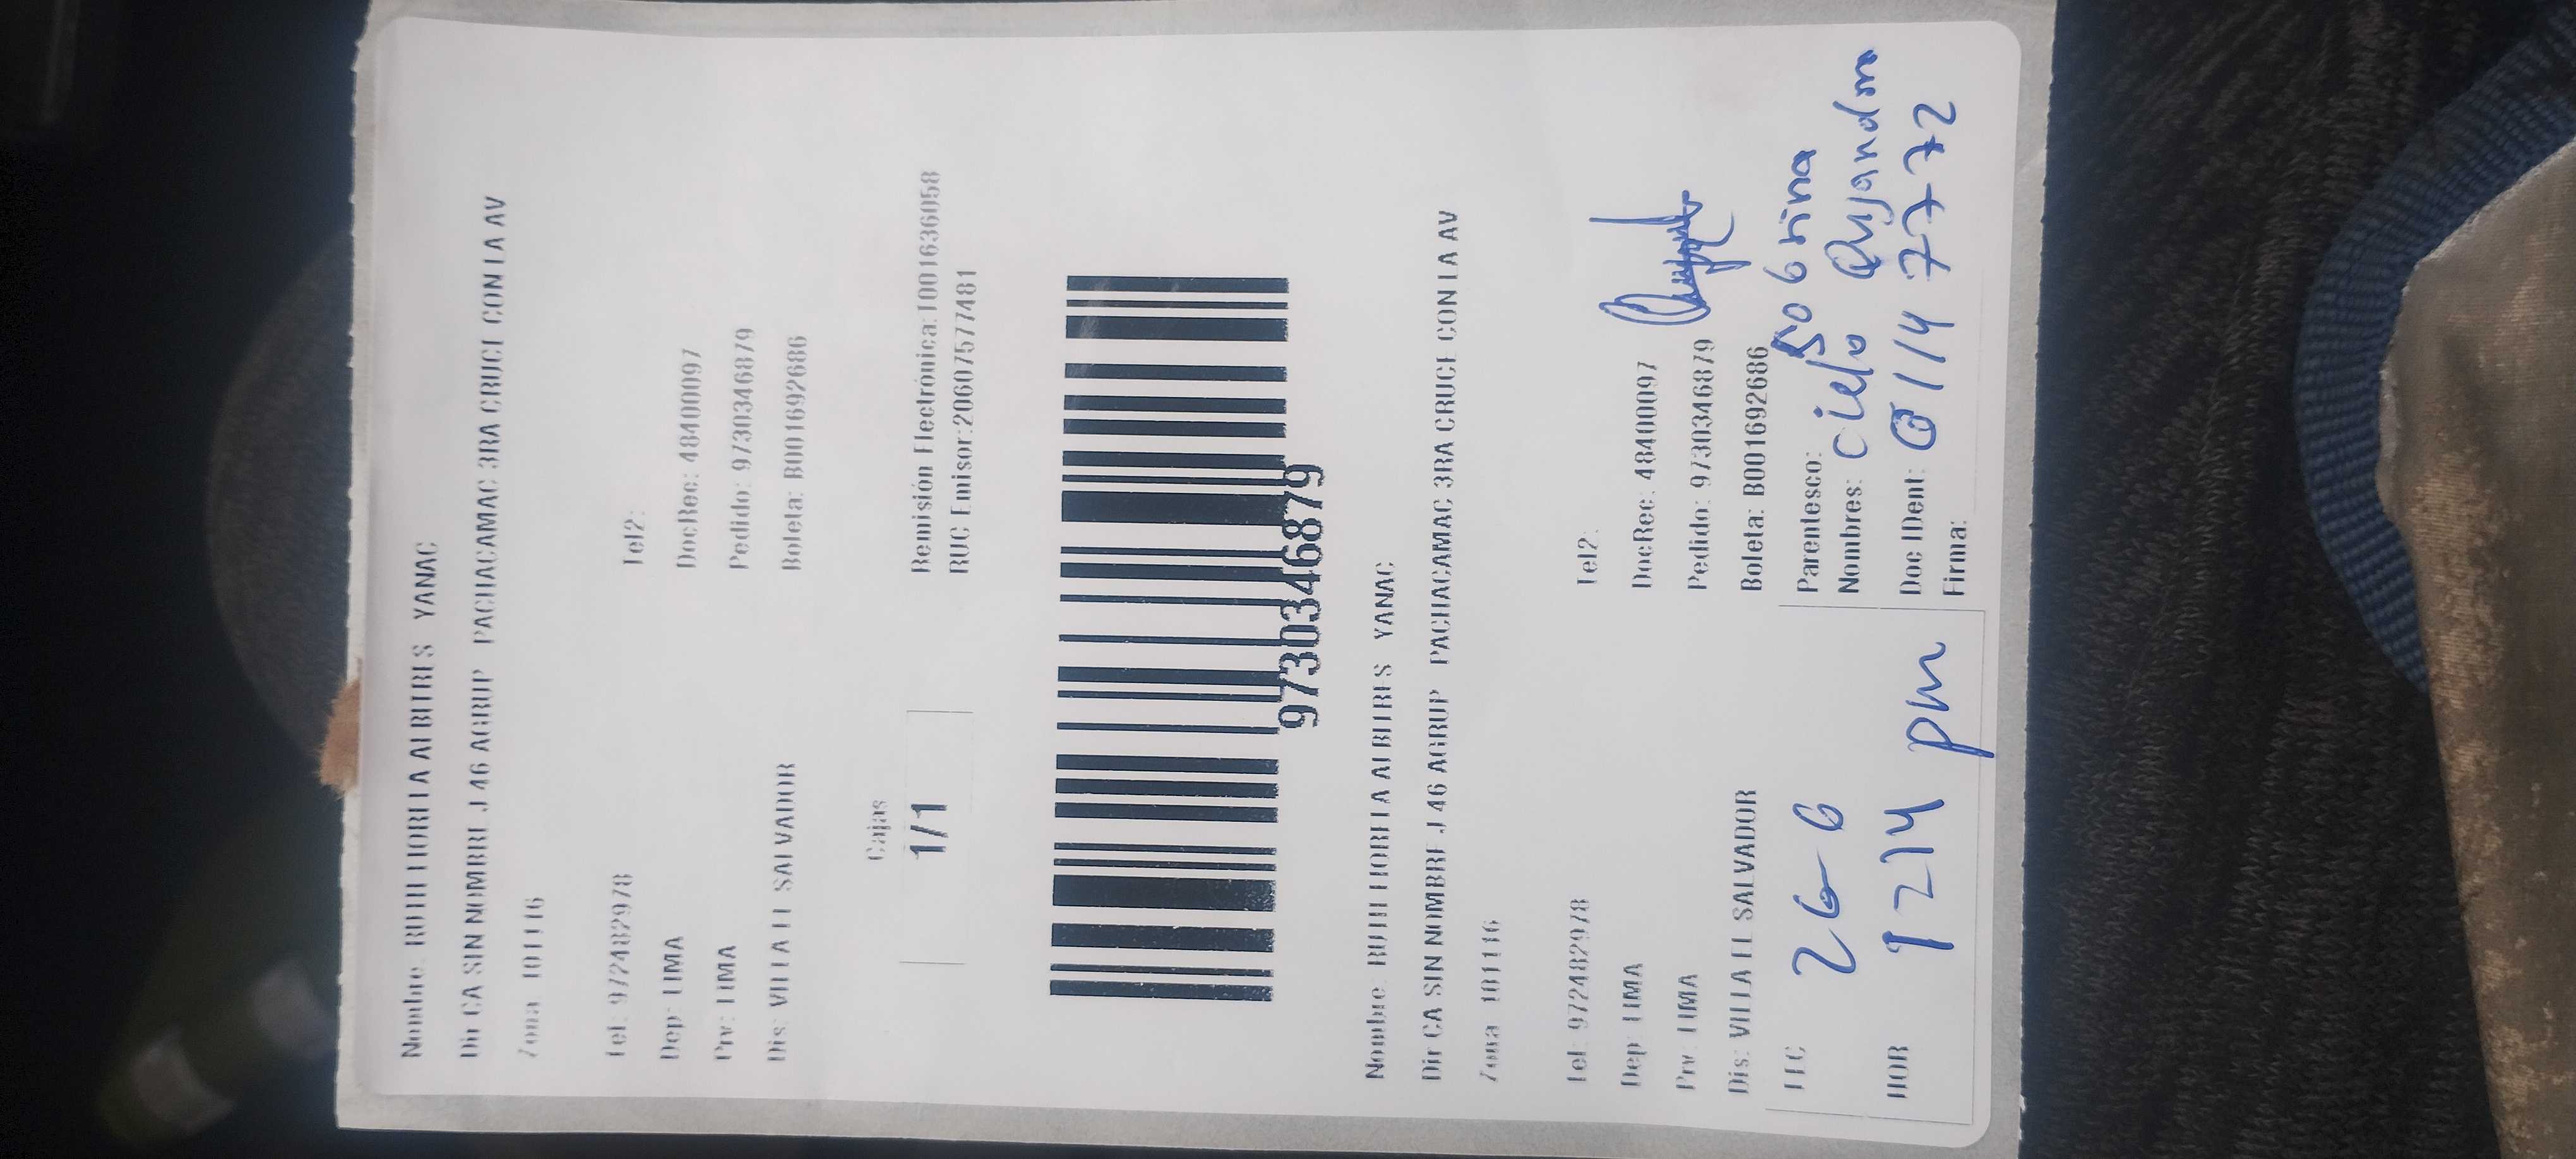 Nombre: RUTH FIORELA ALBITRES YANAC
Dir CA SIN NOMBRE J 46 AGRUP PACHACAMAC 3RA CRUCE CON LA AV
Zona 101116
Tel: 972482978 Tel2:
Dep: LIMA DocRec: 48400097
Prv: LIMA Pedido: 9730346879
Dis: VILLA EL SALVADOR Boleta: B001692686
Cajas
1/1
Remisión Electrónica:T001636058
RUC Emisor:20607577481
9730346879
Nombre: RUTH FIORELA ALBITRES YANAC
Dir CA SIN NOMBRE J 46 AGRUP PACHACAMAC 3RA CRUCE CON LA AV
Zona 101116
Tel: 972482978 Tel2:
Dep: LIMA DocRec: 48400097
Prv: LIMA Pedido: 9730346879
Dis: VILLA EL SALVADOR Boleta: B001692686
FEC 26-6 Parentesco: sobrina
Nombres: cielo
HOR 1214 pm Doc IDent:
Firma: